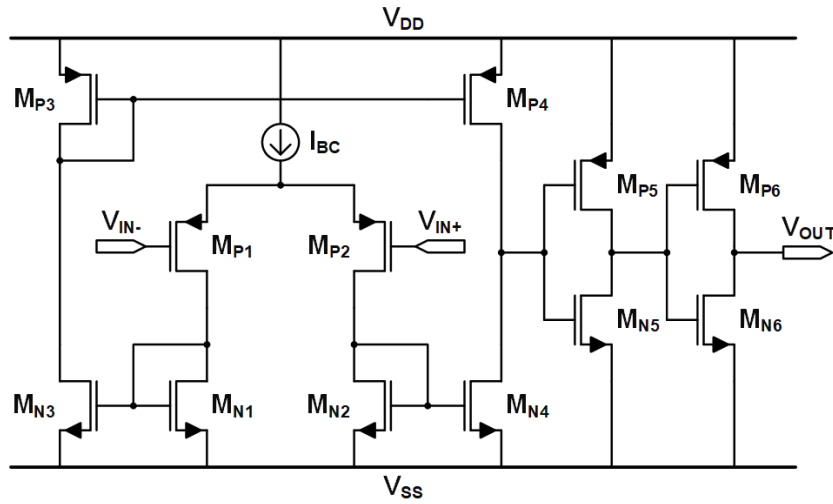 VDD
MP3
MP4
IBC
MP5
MP6
VIN-
MP1
MP2
VIN+
VOUT
MN5
MN6
MN3
MN1
MN2
MN4
VSS